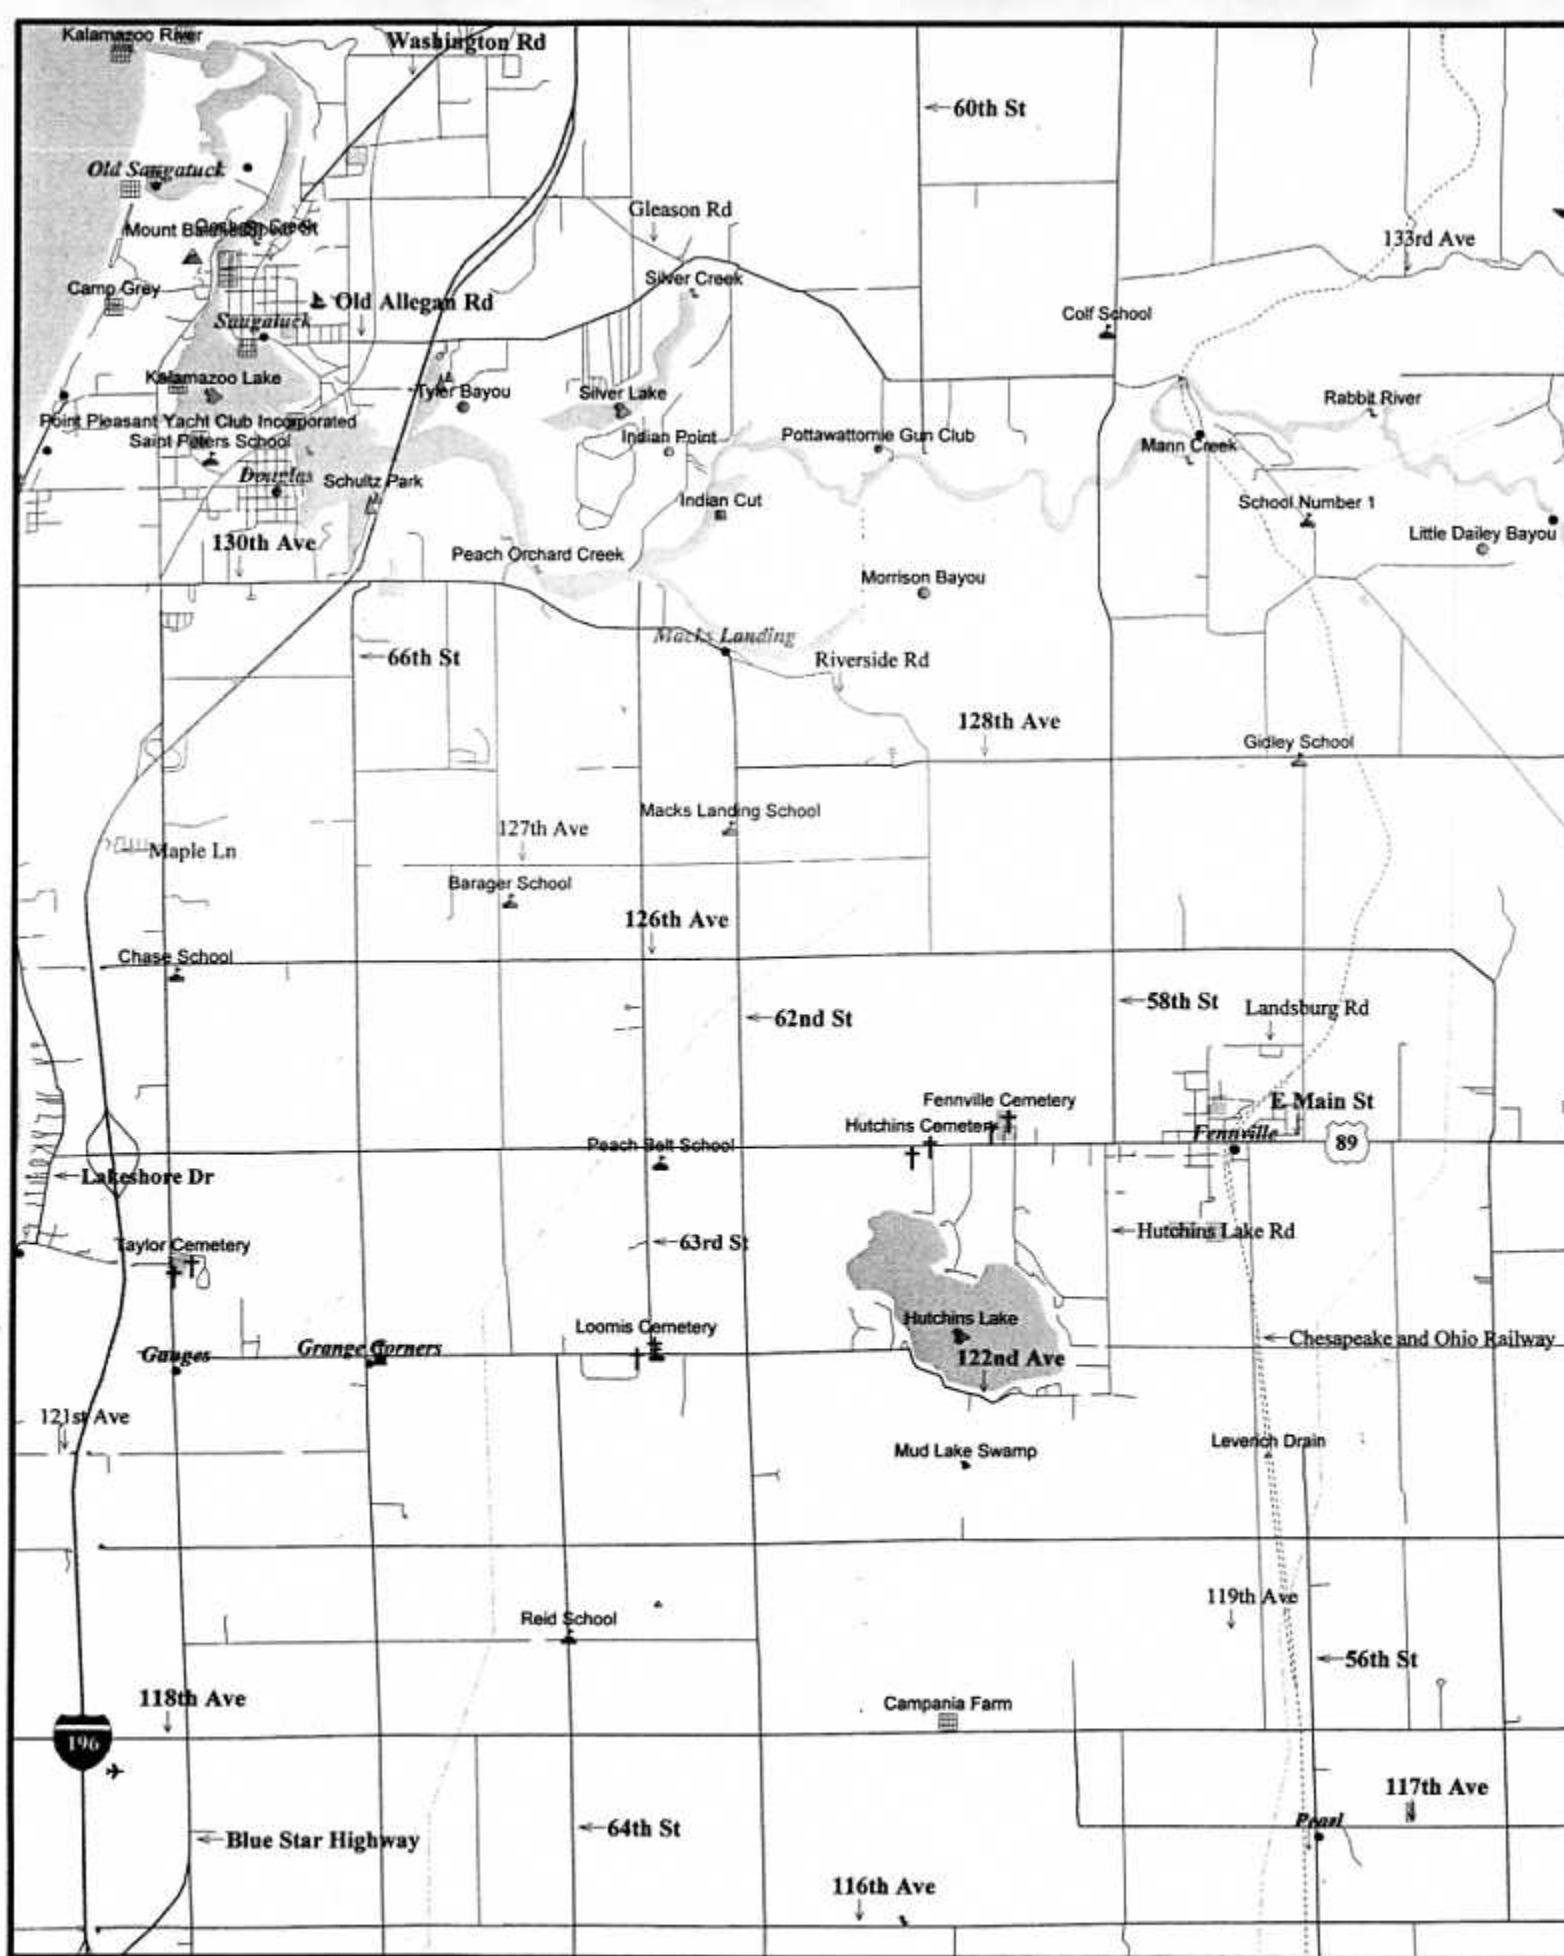 Kalamazoo River
Washington Rd
60th St
Old Saugatuck
Gleason Rd
133rd Ave
Camp Grey
Silver Creek
Old Allegan Rd
Colf School
Saugatuck
Kalamazoo Lake
Tyler Bayou
Silver Lake
Rabbit River
Point Pleasant Yacht Club Incorporated
Saint Peters School
Indian Point
Pottawattomie Gun Club
Mann Creek
Douglas
Schultz Park
Indian Cut
School Number 1
130th Ave
Peach Orchard Creek
Little Dailey Bayou
Morrison Bayou
Macks Landing
66th St
Riverside Rd
128th Ave
Gidley School
Macks Landing School
127th Ave
Maple Ln
Barager School
126th Ave
Chase School
62nd St
58th St
Landsburg Rd
Fennville Cemetery
E Main St
Hutchins Cemetery
Fennville
89
Peach Belt School
Lakeshore Dr
Hutchins Lake Rd
63rd St
Taylor Cemetery
Hutchins Lake
Loomis Cemetery
Chesapeake and Ohio Railway
Ganges
Grange Corners
122nd Ave
121st Ave
Mud Lake Swamp
Levench Drain
119th Ave
Reid School
56th St
118th Ave
Campania Farm
196
117th Ave
Pearl
64th St
Blue Star Highway
116th Ave